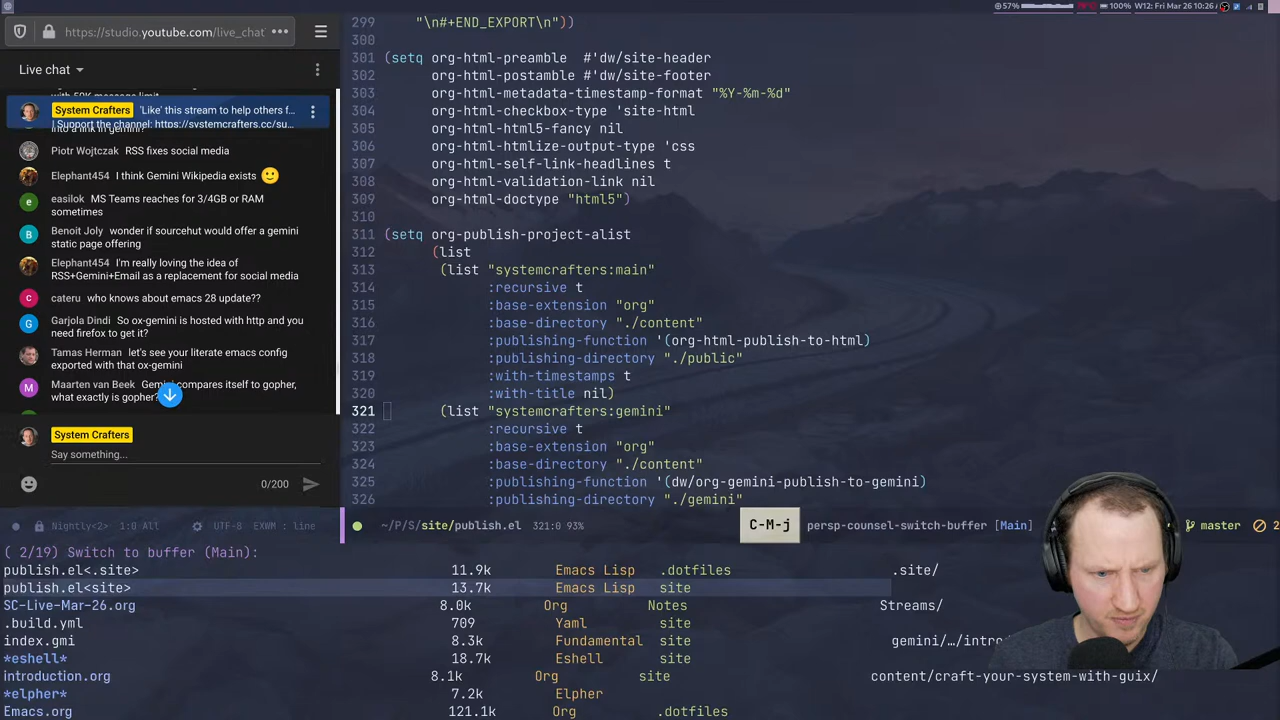 57%
100%
W12: Fri Mar 26 10:26
https://studio.youtube.com/live_chat
Live chat
System Crafters 'Like' this stream to help others f...
| Support the channel: https://systemcrafters.cc/su...
into a link in gemini?
Piotr Wojtczak RSS fixes social media
Elephant454 I think Gemini Wikipedia exists 🙂
easilok MS Teams reaches for 3/4GB or RAM
sometimes
Benoit Joly wonder if sourcehut would offer a gemini
static page offering
Elephant454 I'm really loving the idea of
RSS+Gemini+Email as a replacement for social media
cateru who knows about emacs 28 update??
Garjola Dindi So ox-gemini is hosted with http and you
need firefox to get it?
Tamas Herman let's see your literate emacs config
exported with that ox-gemini
Maarten van Beek Gemini compares itself to gopher,
what exactly is gopher?
System Crafters
Say something...
0/200
Nightly<2> 1:0 All UTF-8 EXWM : line
299 "\n#+END_EXPORT\n"))
300
301 (setq org-html-preamble #'dw/site-header
302 org-html-postamble #'dw/site-footer
303 org-html-metadata-timestamp-format "%Y-%m-%d"
304 org-html-checkbox-type 'site-html
305 org-html-html5-fancy nil
306 org-html-htmlize-output-type 'css
307 org-html-self-link-headlines t
308 org-html-validation-link nil
309 org-html-doctype "html5")
310
311 (setq org-publish-project-alist
312 (list
313 (list "systemcrafters:main"
314 :recursive t
315 :base-extension "org"
316 :base-directory "./content"
317 :publishing-function '(org-html-publish-to-html)
318 :publishing-directory "./public"
319 :with-timestamps t
320 :with-title nil)
321 (list "systemcrafters:gemini"
322 :recursive t
323 :base-extension "org"
324 :base-directory "./content"
325 :publishing-function '(dw/org-gemini-publish-to-gemini)
326 :publishing-directory "./gemini"
~/P/S/site/publish.el 321:0 93% C-M-j persp-counsel-switch-buffer [Main] master 2
( 2/19) Switch to buffer (Main):
publish.el<.site> 11.9k Emacs Lisp .dotfiles .site/
publish.el<site> 13.7k Emacs Lisp site
SC-Live-Mar-26.org 8.0k Org Notes Streams/
.build.yml 709 Yaml site
index.gmi 8.3k Fundamental site gemini/…/intro
*eshell* 18.7k Eshell site
introduction.org 8.1k Org site content/craft-your-system-with-guix/
*elpher* 7.2k Elpher
Emacs.org 121.1k Org .dotfiles